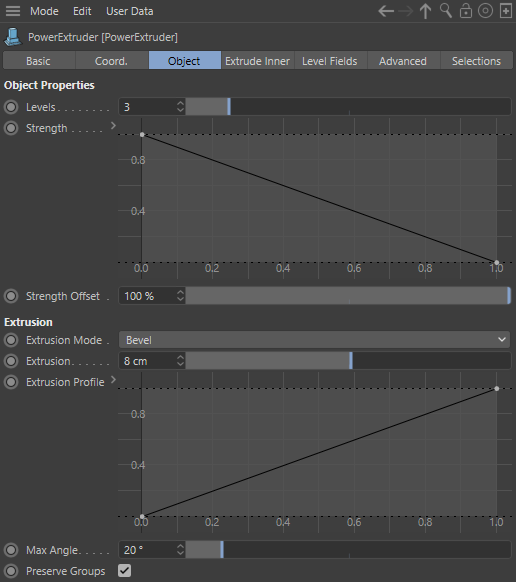 Mode Edit User Data
PowerExtruder [PowerExtruder]
Basic Coord. Object Extrude Inner Level Fields Advanced Selections
Object Properties
Levels . . . . . . . . 3
Strength . . . . .
0.8
0.4
0.0 0.2 0.4 0.6 0.8 1.0
Strength Offset . 100 %
Extrusion
Extrusion Mode . Bevel
Extrusion . . . . . 8 cm
Extrusion Profile
0.8
0.4
0.0 0.2 0.4 0.6 0.8 1.0
Max Angle . . . . . 20 °
Preserve Groups